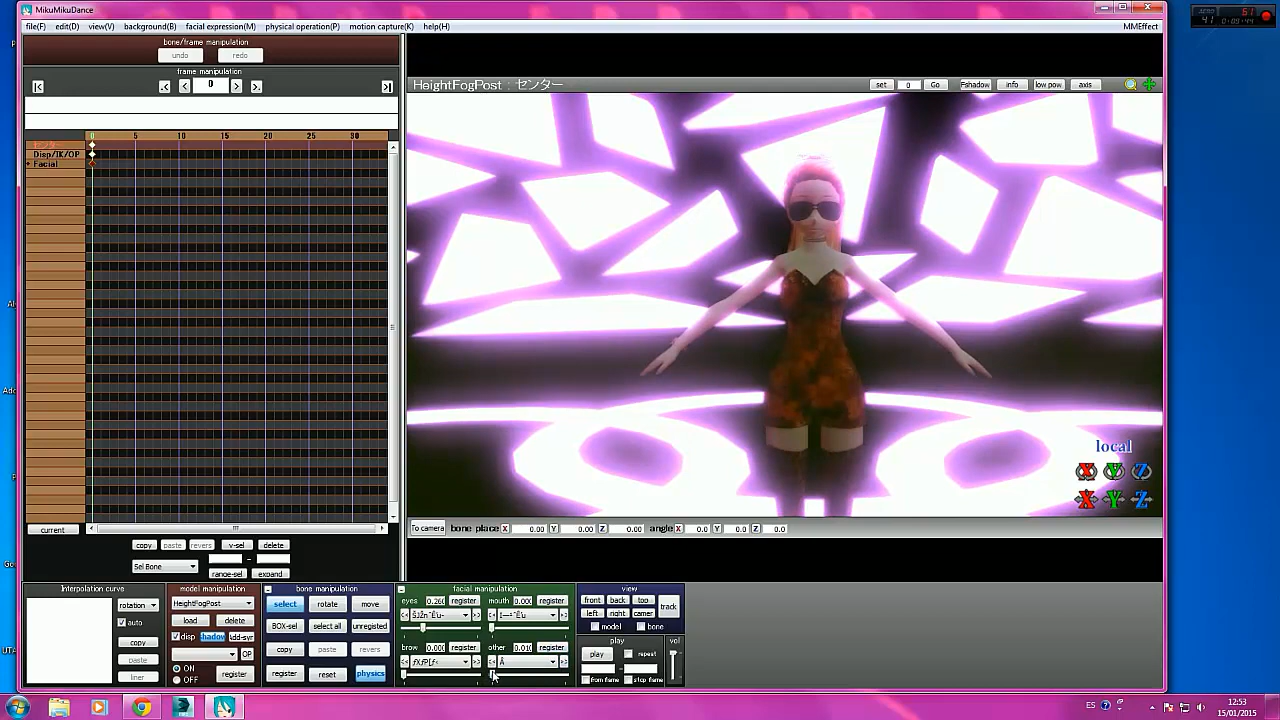 MikuMikuDance
file(F) edit(D) view(V) background(B) facial expression(M) physical operation(P) motion capture(K) help(H) MMEffect
bone/frame manipulation
undo redo
frame manipulation
|< .< < 0 > >. >|
HeightFogPost : センター set 0 Go Fshadow info low pow axis
0 5 10 15 20 25 30
Disp/IK/OP
Facial
local
X Y Z
X Y Z
current
To camera bone place X 0.00 Y 0.00 Z 0.00 angle X 0.0 Y 0.0 Z 0.0
copy paste revers v-sel delete
Sel Bone -
range-sel expand
Interpolation curve
rotation
auto
copy
paste
liner
model manipulation
HeightFogPost
load delete
disp shadow add-syn
OP
ON
OFF
register
bone manipulation
select rotate move
BOX-sel select all unregisted
copy paste revers
register reset physics
facial manipulation
eyes register mouth register
brow register other register
view
front back top
left right camer
track
model bone
play
play repeat
from frame stop frame
vol
ES
12:53
15/01/2015